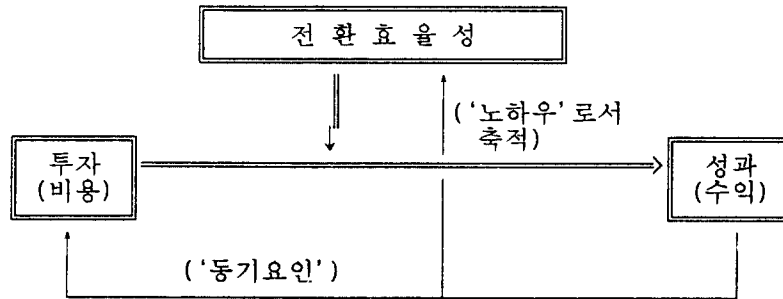 전 환 효 율 성
(‘노하우’로서
축적)
투자
(비용)
성과
(수익)
(‘동기요인’)